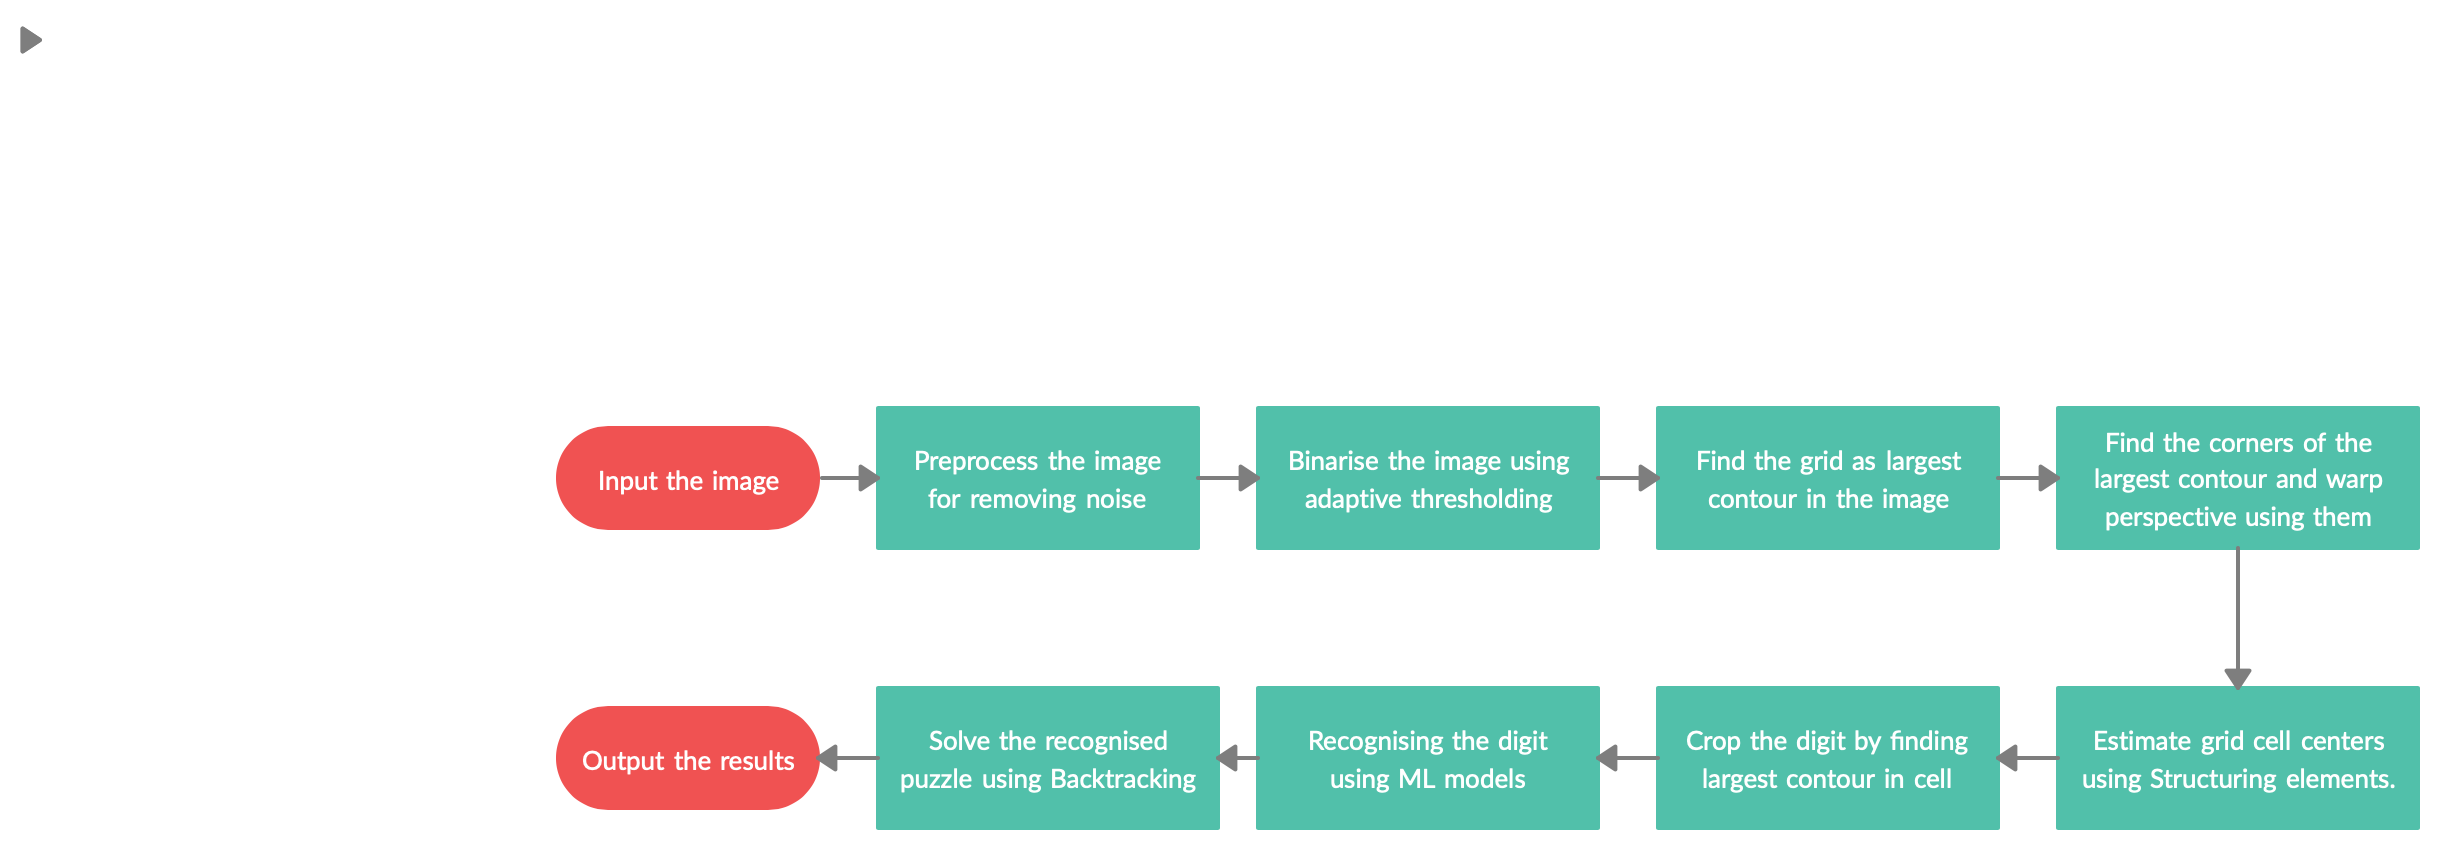 Input the image
Preprocess the image
for removing noise
Binarise the image using
adaptive thresholding
Find the grid as largest
contour in the image
Find the corners of the
largest contour and warp
perspective using them
Estimate grid cell centers
using Structuring elements.
Crop the digit by finding
largest contour in cell
Recognising the digit
using ML models
Solve the recognised
puzzle using Backtracking
Output the results